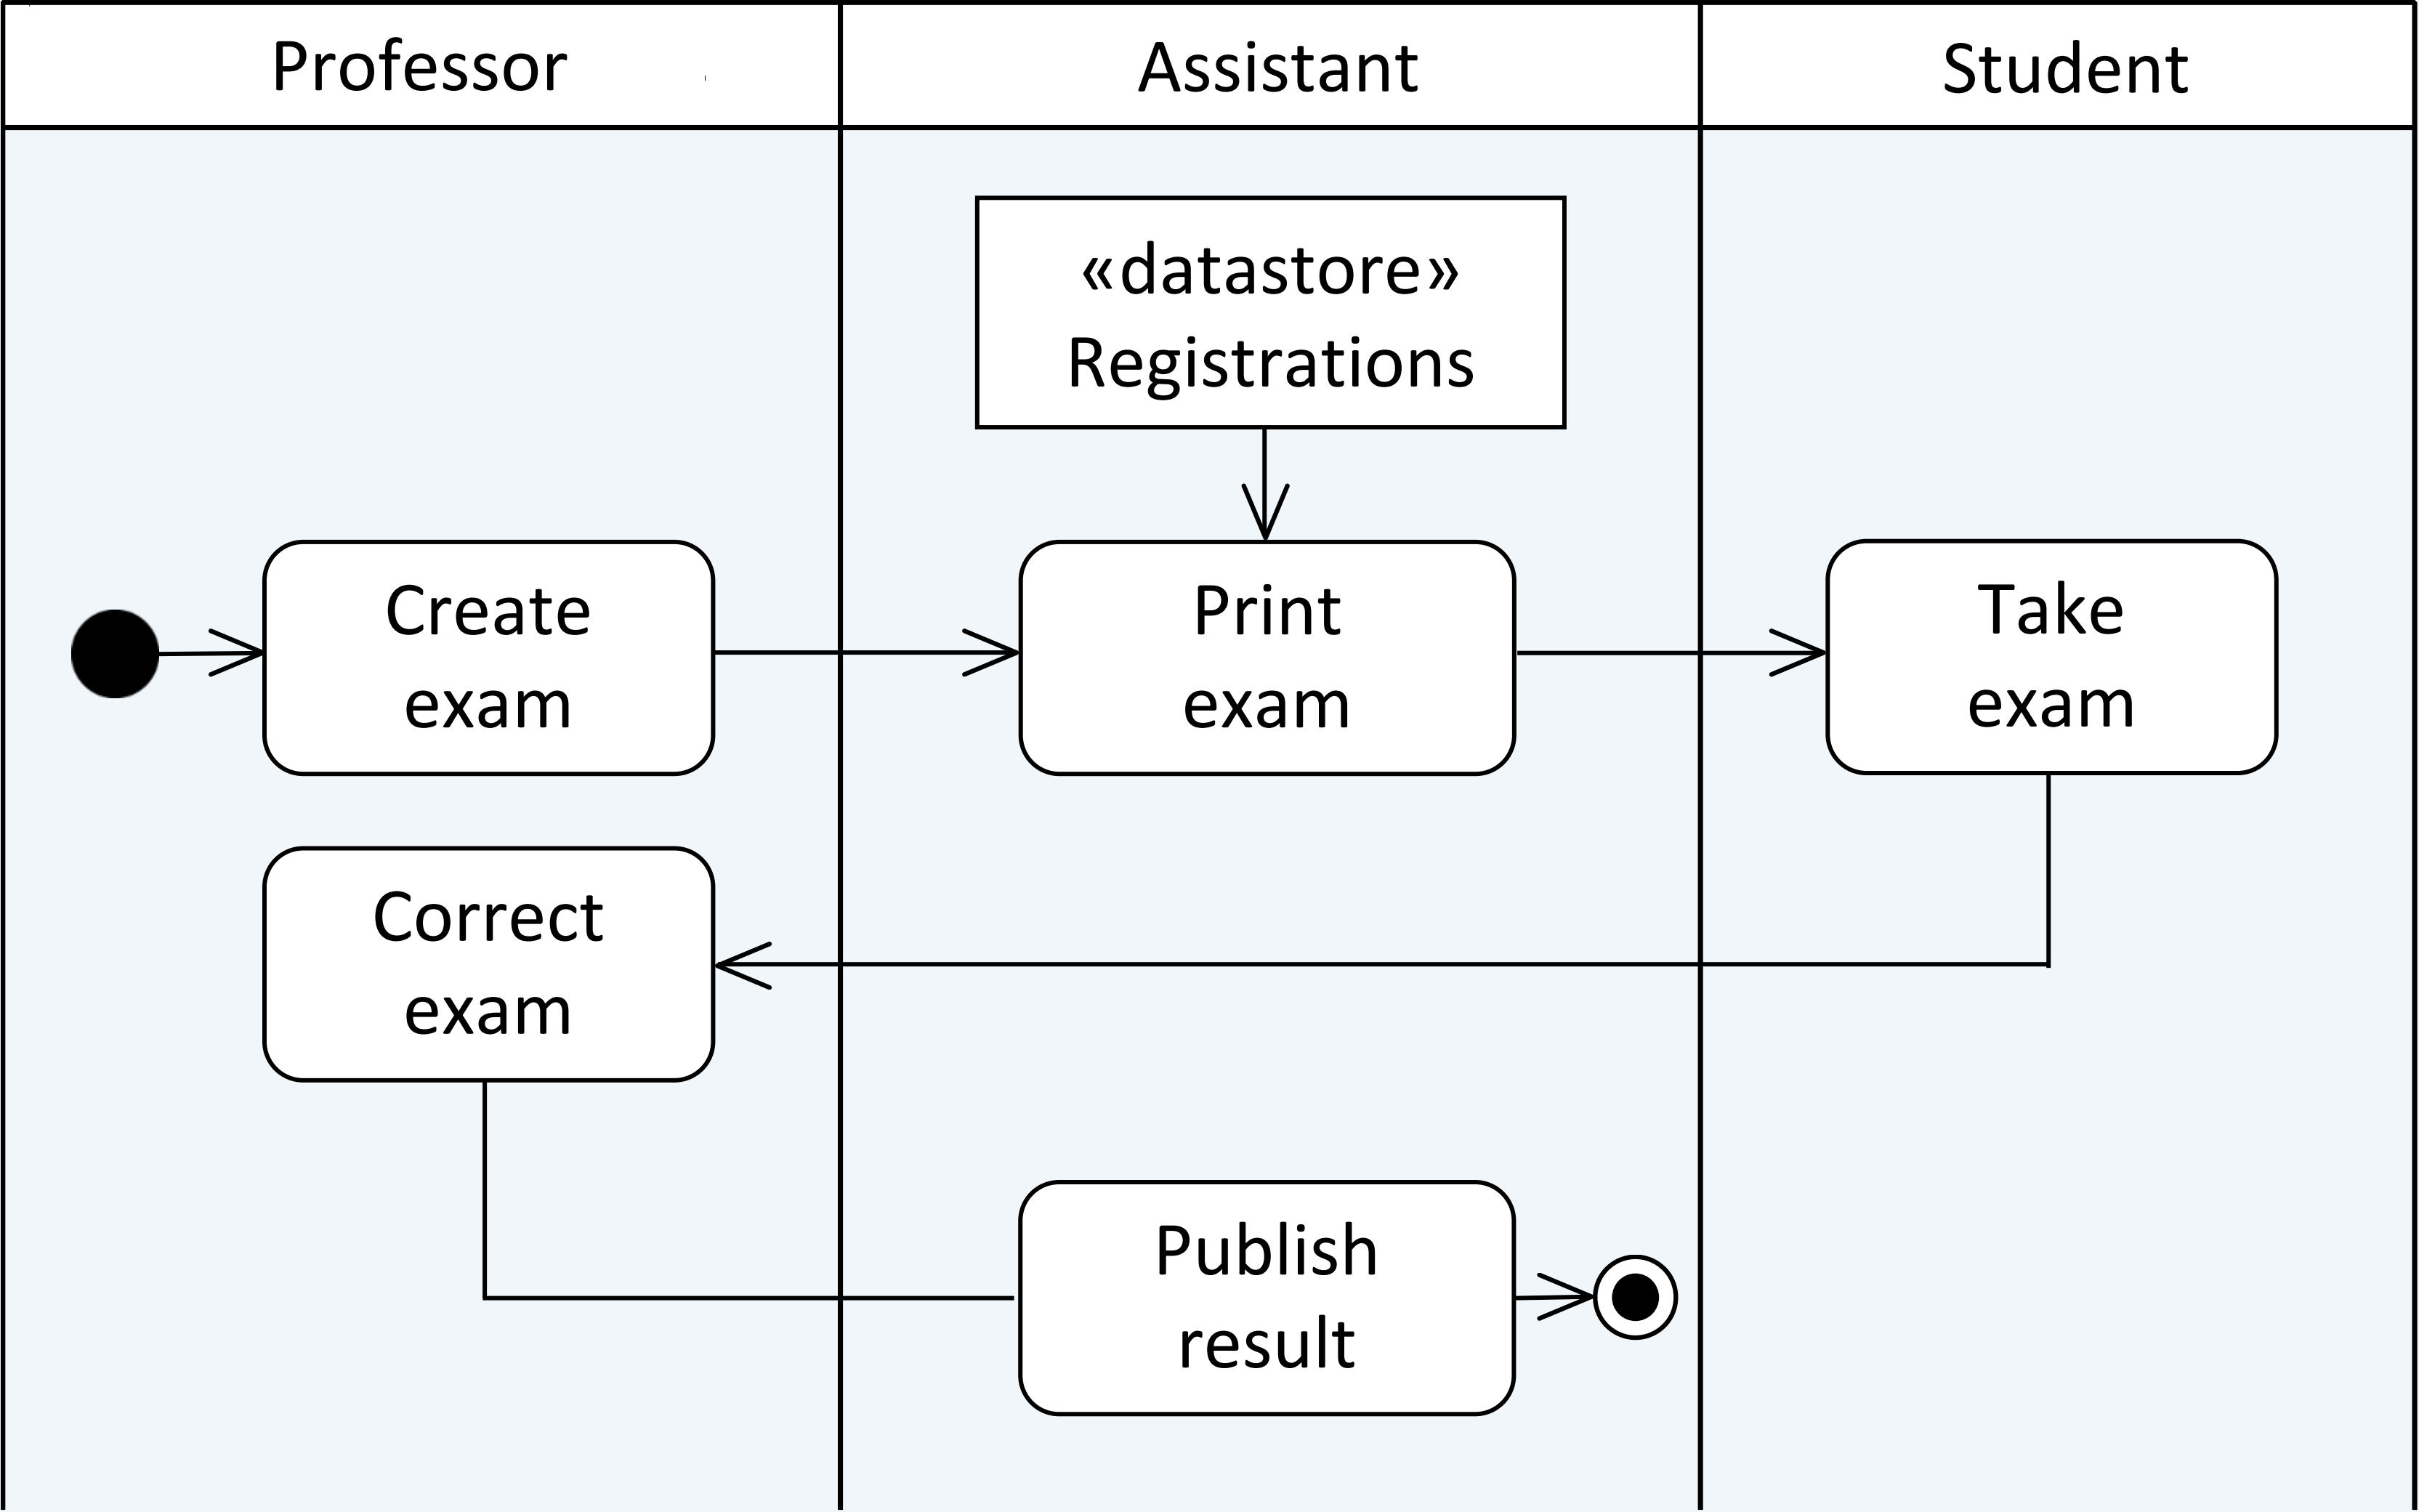 Professor
Assistant
Student
«datastore»
Registrations
Create
exam
Print
exam
Take
exam
Correct
exam
Publish
result